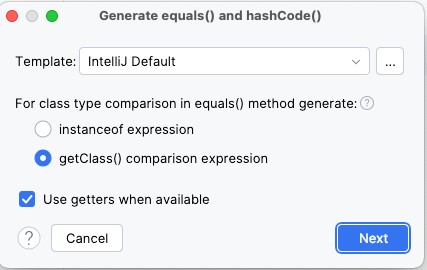 Generate equals() and hashCode()
Template: IntelliJ Default ...
For class type comparison in equals() method generate: ?
instanceof expression
getClass() comparison expression
Use getters when available
? Cancel Next